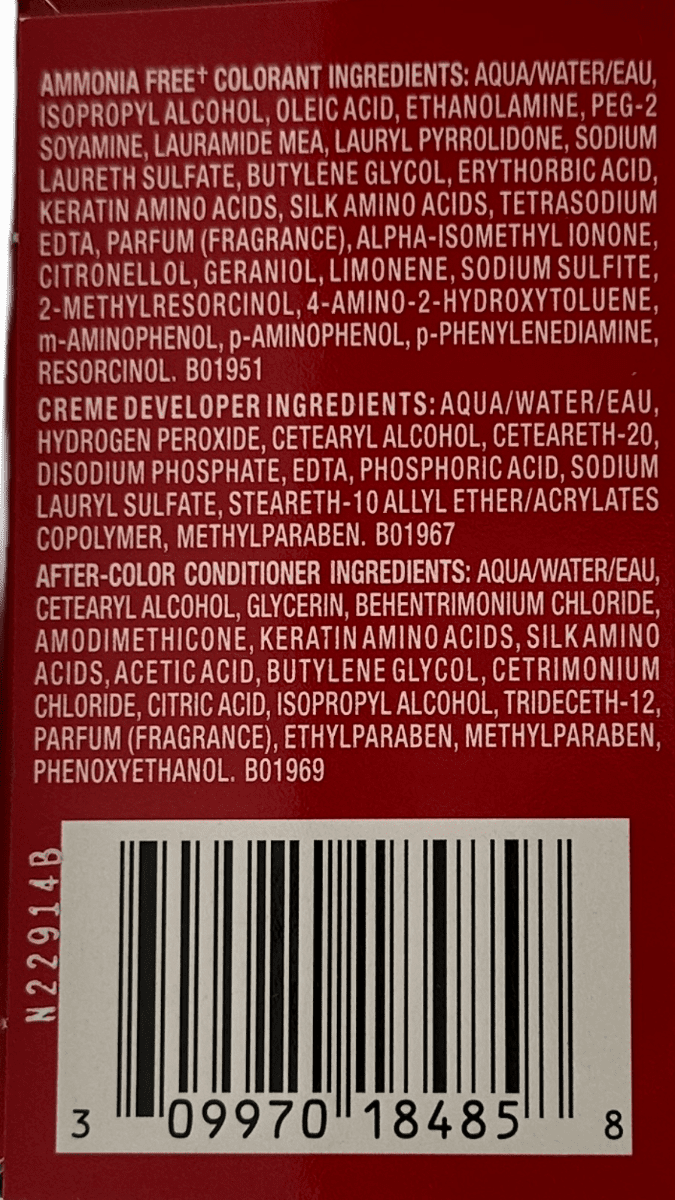 AMMONIA FREE† COLORANT INGREDIENTS: AQUA/WATER/EAU,
ISOPROPYL ALCOHOL, OLEIC ACID, ETHANOLAMINE, PEG-2
SOYAMINE, LAURAMIDE MEA, LAURYL PYRROLIDONE, SODIUM
LAURETH SULFATE, BUTYLENE GLYCOL, ERYTHORBIC ACID,
KERATIN AMINO ACIDS, SILK AMINO ACIDS, TETRASODIUM
EDTA, PARFUM (FRAGRANCE), ALPHA-ISOMETHYL IONONE,
CITRONELLOL, GERANIOL, LIMONENE, SODIUM SULFITE,
2-METHYLRESORCINOL, 4-AMINO-2-HYDROXYTOLUENE,
m-AMINOPHENOL, p-AMINOPHENOL, p-PHENYLENEDIAMINE,
RESORCINOL. B01951
CREME DEVELOPER INGREDIENTS: AQUA/WATER/EAU,
HYDROGEN PEROXIDE, CETEARYL ALCOHOL, CETEARETH-20,
DISODIUM PHOSPHATE, EDTA, PHOSPHORIC ACID, SODIUM
LAURYL SULFATE, STEARETH-10 ALLYL ETHER/ACRYLATES
COPOLYMER, METHYLPARABEN. B01967
AFTER-COLOR CONDITIONER INGREDIENTS: AQUA/WATER/EAU,
CETEARYL ALCOHOL, GLYCERIN, BEHENTRIMONIUM CHLORIDE,
AMODIMETHICONE, KERATIN AMINO ACIDS, SILK AMINO
ACIDS, ACETIC ACID, BUTYLENE GLYCOL, CETRIMONIUM
CHLORIDE, CITRIC ACID, ISOPROPYL ALCOHOL, TRIDECETH-12,
PARFUM (FRAGRANCE), ETHYLPARABEN, METHYLPARABEN,
PHENOXYETHANOL. B01969
N22914B
3 09970 18485 8